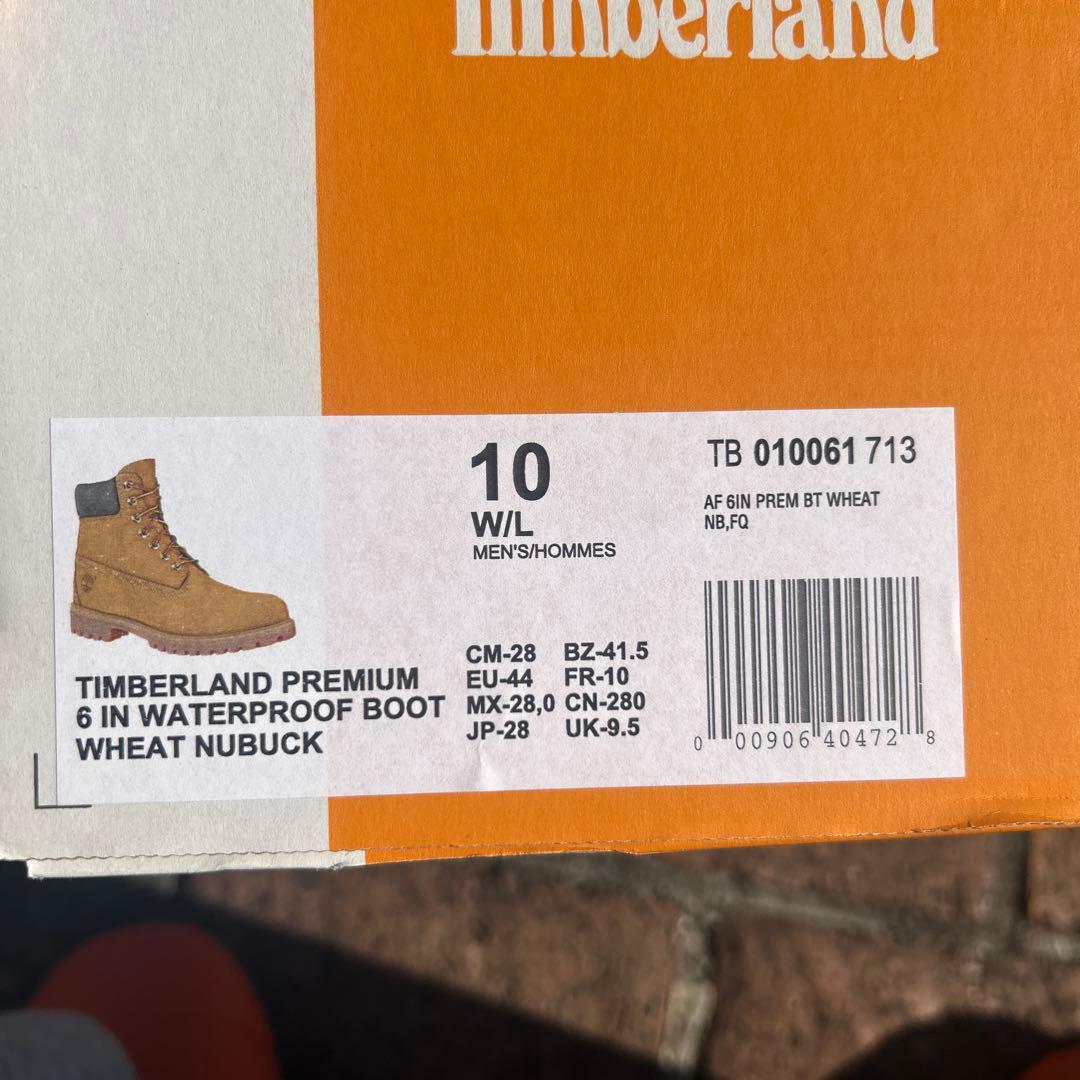 Timberland
10
W/L
MEN'S/HOMMES
TB 010061 713
AF 6IN PREM BT WHEAT
NB,FQ
TIMBERLAND PREMIUM
6 IN WATERPROOF BOOT
WHEAT NUBUCK
CM-28 BZ-41.5
EU-44 FR-10
MX-28,0 CN-280
JP-28 UK-9.5
0 00906 40472 8